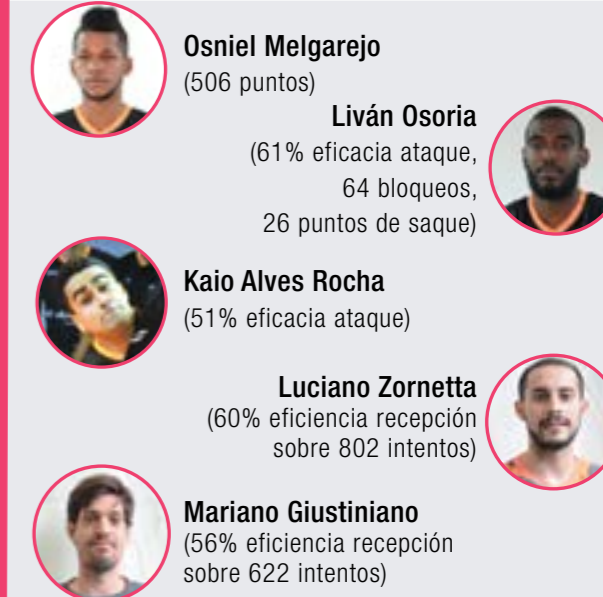 Osniel Melgarejo
(506 puntos)
Liván Osoria
(61% eficacia ataque,
64 bloqueos,
26 puntos de saque)
Kaio Alves Rocha
(51% eficacia ataque)
Luciano Zornetta
(60% eficiencia recepción
sobre 802 intentos)
Mariano Giustiniano
(56% eficiencia recepción
sobre 622 intentos)